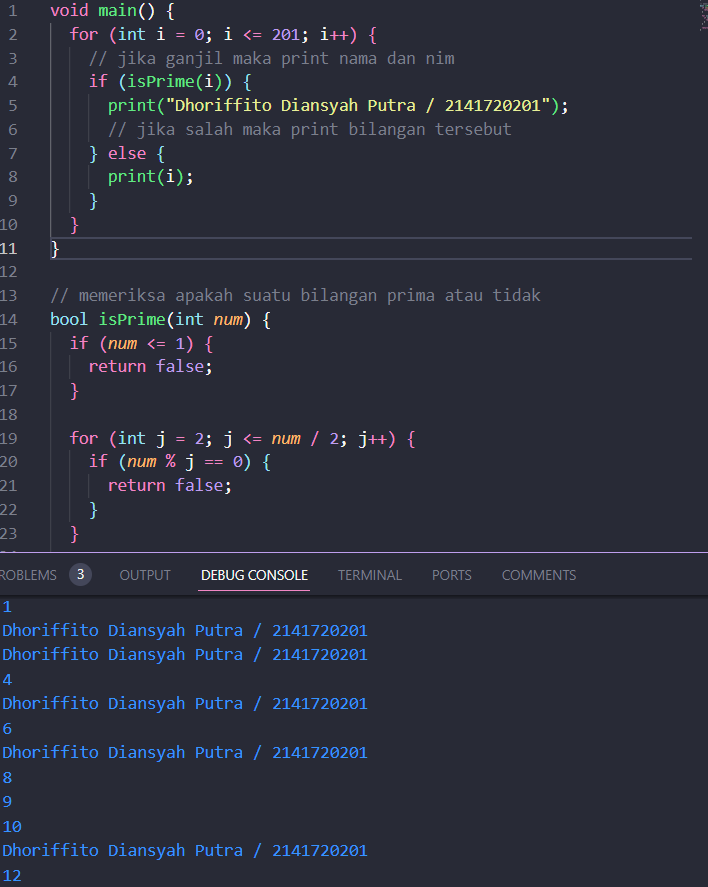 1 void main() {
2 for (int i = 0; i <= 201; i++) {
3 // jika ganjil maka print nama dan nim
4 if (isPrime(i)) {
5 print("Dhoriffito Diansyah Putra / 2141720201");
6 // jika salah maka print bilangan tersebut
7 } else {
8 print(i);
9 }
10 }
11 }
12
13 // memeriksa apakah suatu bilangan prima atau tidak
14 bool isPrime(int num) {
15 if (num <= 1) {
16 return false;
17 }
18
19 for (int j = 2; j <= num / 2; j++) {
20 if (num % j == 0) {
21 return false;
22 }
23 }
ROBLEMS 3 OUTPUT DEBUG CONSOLE TERMINAL PORTS COMMENTS
1
Dhoriffito Diansyah Putra / 2141720201
Dhoriffito Diansyah Putra / 2141720201
4
Dhoriffito Diansyah Putra / 2141720201
6
Dhoriffito Diansyah Putra / 2141720201
8
9
10
Dhoriffito Diansyah Putra / 2141720201
12